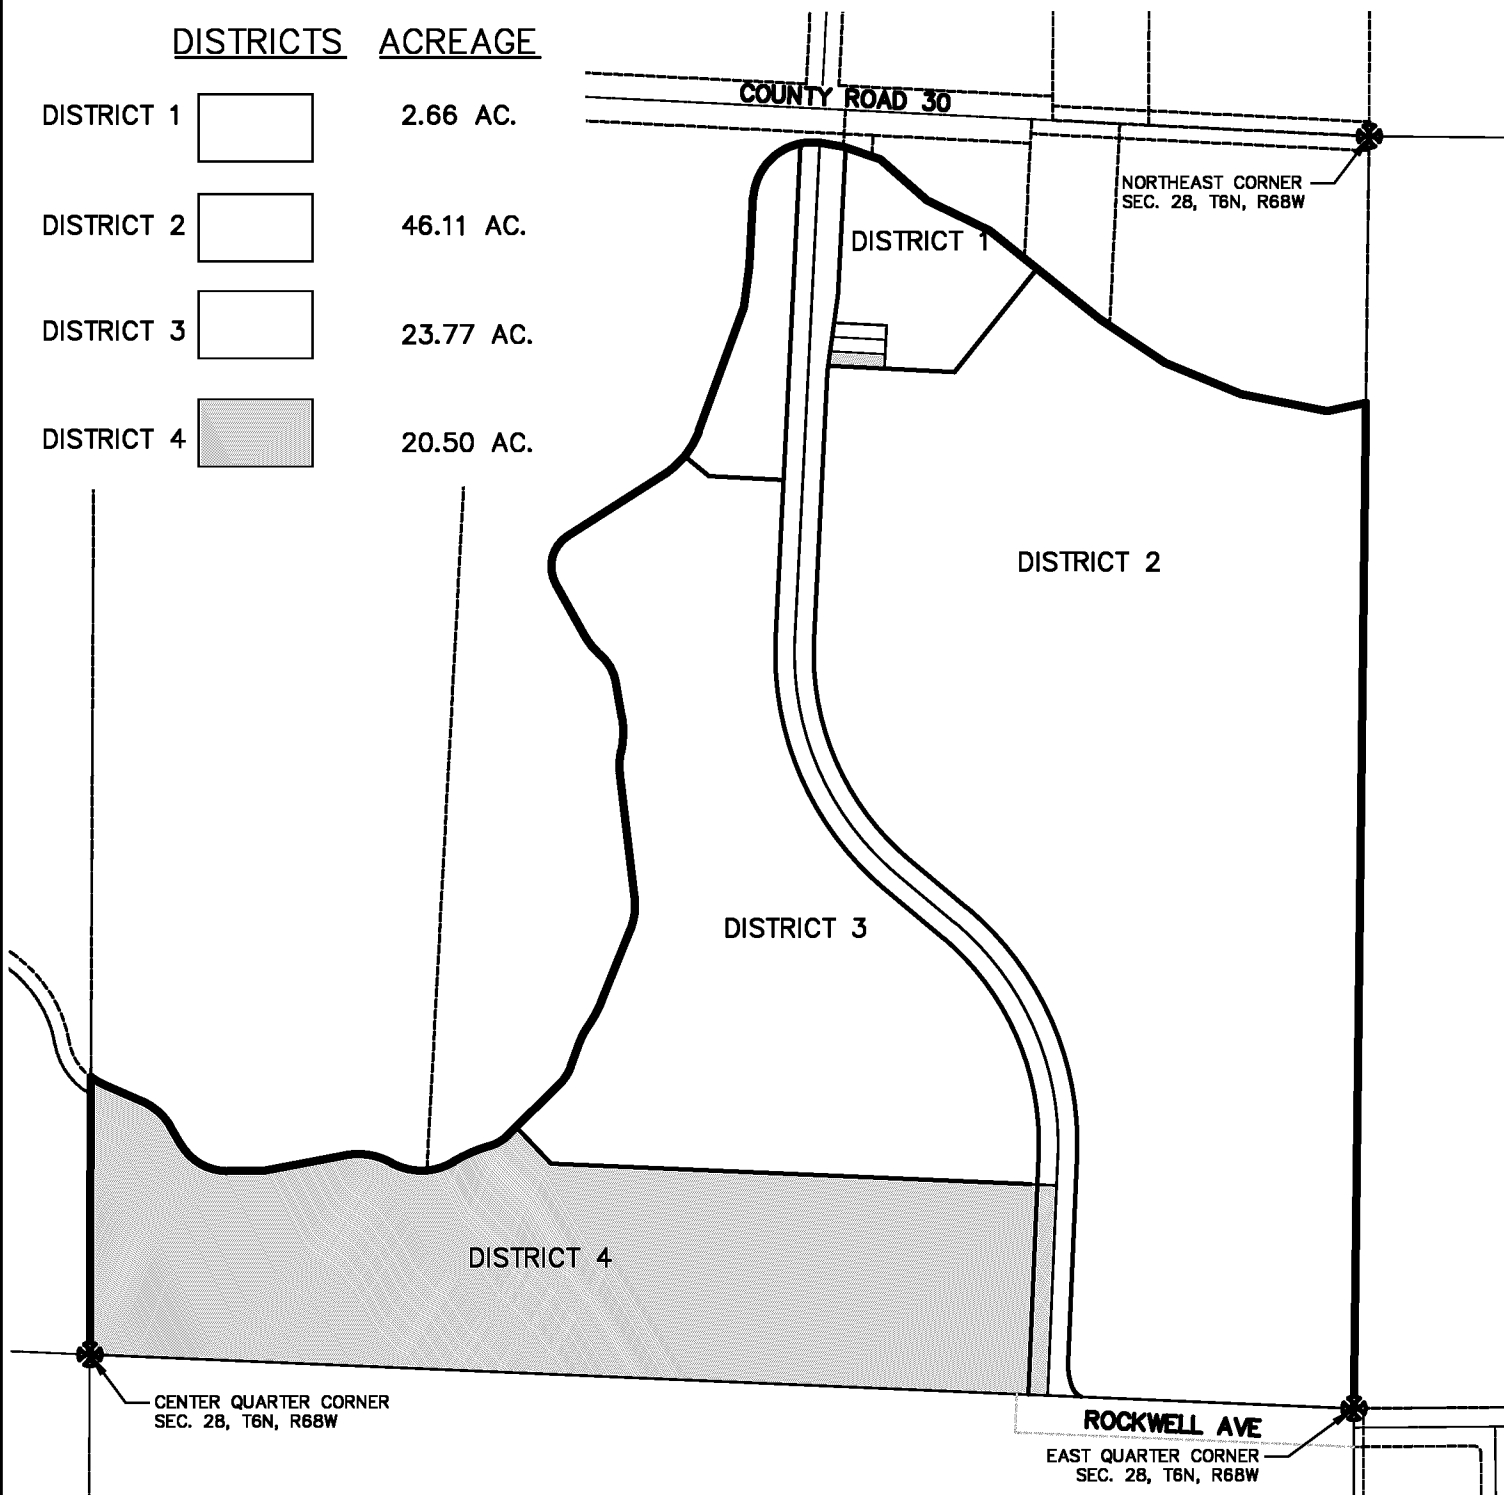 DISTRICTS ACREAGE
DISTRICT 1 2.66 AC.
DISTRICT 2 46.11 AC.
DISTRICT 3 23.77 AC.
DISTRICT 4 20.50 AC.
COUNTY ROAD 30
NORTHEAST CORNER
SEC. 28, T6N, R68W
DISTRICT 1
DISTRICT 2
DISTRICT 3
DISTRICT 4
CENTER QUARTER CORNER
SEC. 28, T6N, R68W
ROCKWELL AVE
EAST QUARTER CORNER
SEC. 28, T6N, R68W